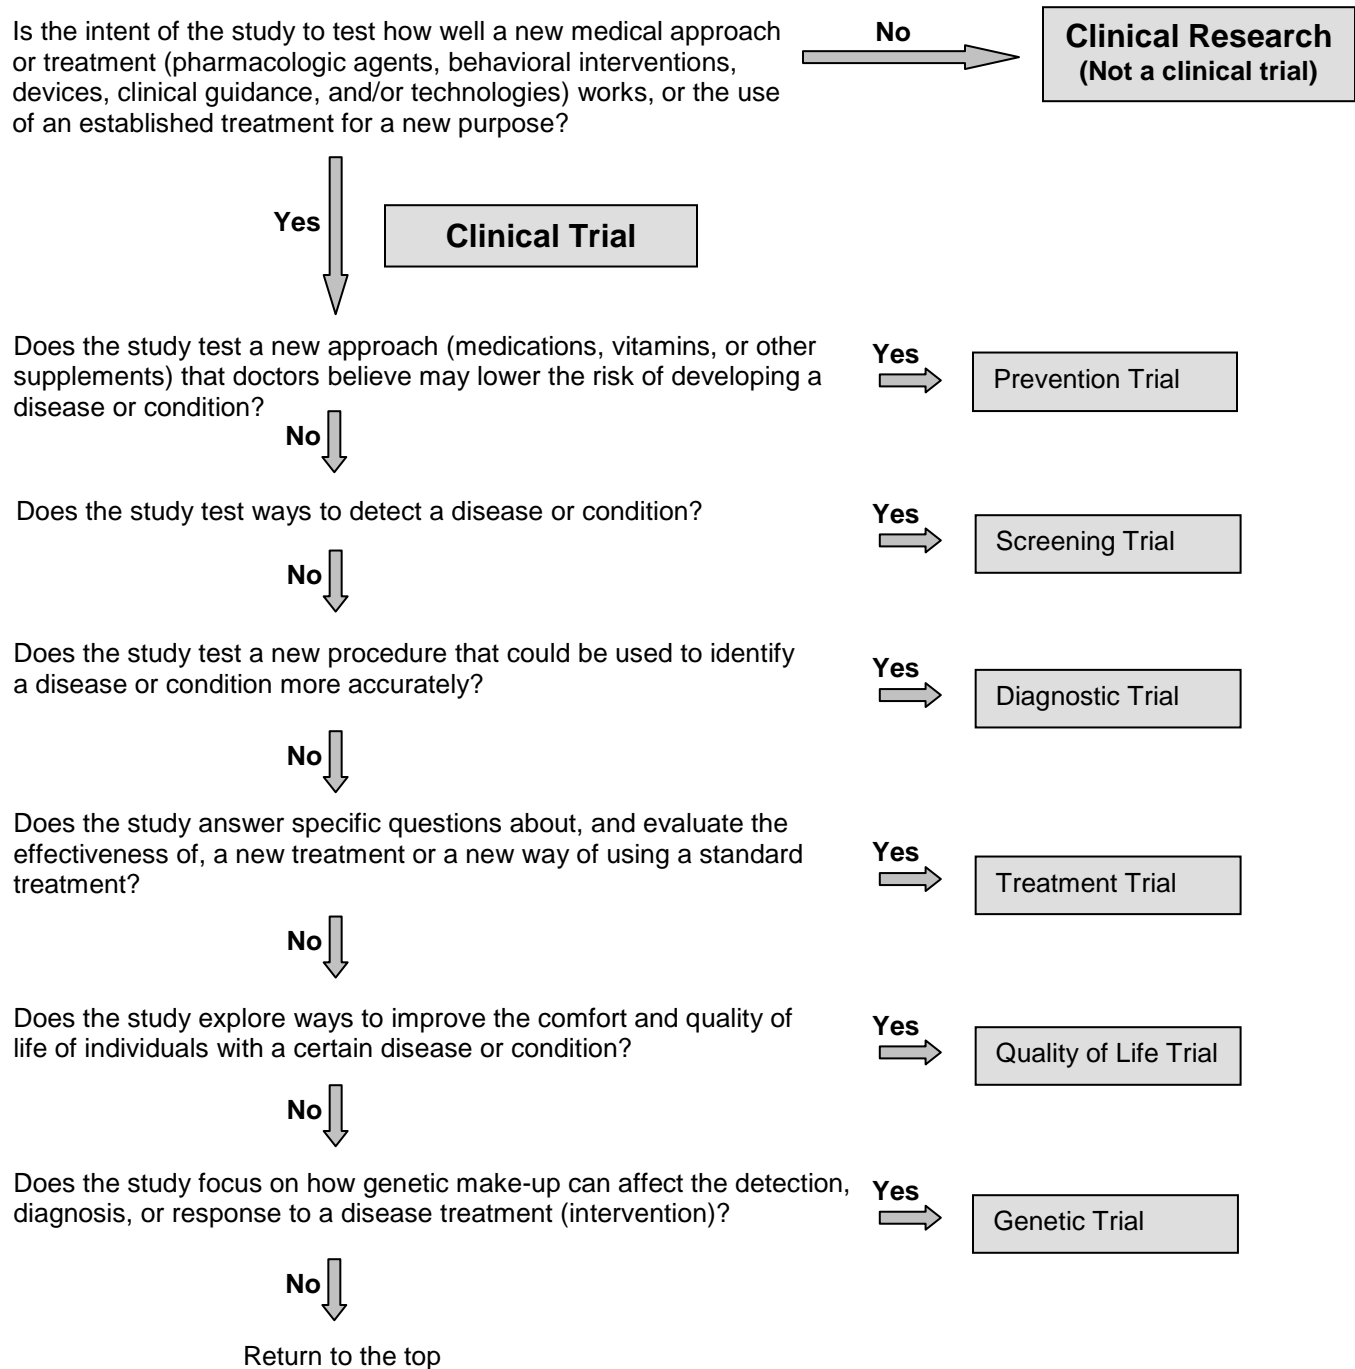 Is the intent of the study to test how well a new medical approach
or treatment (pharmacologic agents, behavioral interventions,
devices, clinical guidance, and/or technologies) works, or the use
of an established treatment for a new purpose?
No
Clinical Research
(Not a clinical trial)
Yes
Clinical Trial
Does the study test a new approach (medications, vitamins, or other
supplements) that doctors believe may lower the risk of developing a
disease or condition?
Yes
Prevention Trial
No
Does the study test ways to detect a disease or condition?
Yes
Screening Trial
No
Does the study test a new procedure that could be used to identify
a disease or condition more accurately?
Yes
Diagnostic Trial
No
Does the study answer specific questions about, and evaluate the
effectiveness of, a new treatment or a new way of using a standard
treatment?
Yes
Treatment Trial
No
Does the study explore ways to improve the comfort and quality of
life of individuals with a certain disease or condition?
Yes
Quality of Life Trial
No
Does the study focus on how genetic make-up can affect the detection,
diagnosis, or response to a disease treatment (intervention)?
Yes
Genetic Trial
No
Return to the top